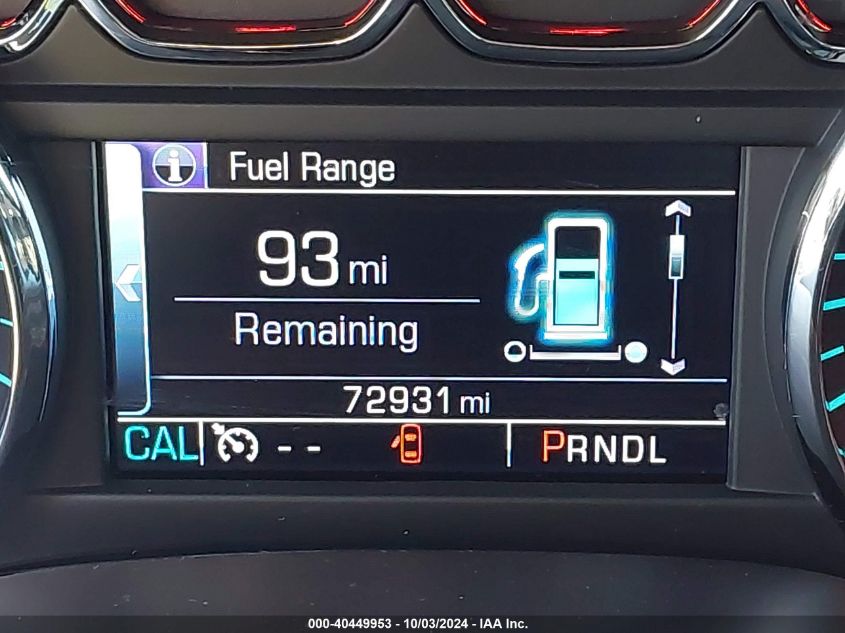 i Fuel Range
93 mi
Remaining
72931 mi
CAL -- PRNDL
000-40449953 - 10/03/2024 - IAA Inc.